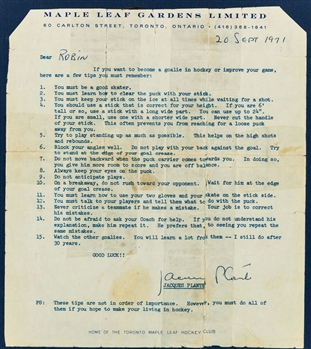 MAPLE LEAF GARDENS LIMITED
60 CARLTON STREET, TORONTO, ONTARIO • (416) 368-1641
20 SEPT 1971
Dear ROBIN
If you want to become a goalie in hockey or improve your game,
here are a few tips you must remember:
1. You must be a good skater.
2. You must learn how to clear the puck with your stick.
3. You must keep your stick on the ice at all times while waiting for a shot.
4. You should use a stick that is correct for your height. If you are 6'
tall or so, use a stick about 26" long at the heel. You can use up to 24".
If you are small, use one with a shorter wide part. Never cut the handle
of your stick. This often prevents you from reaching for a loose puck
away from you.
5. Try to play standing up as much as possible. This helps on the high shots
and rebounds.
6. Block your angles well. Do not play with your back against the goal. Try
to stand at the edge of your goal crease.
7. Do not move backward when the puck carrier comes towards you. In doing so,
you give him more room to score and you are off balance.
8. Always keep your eyes on the puck.
9. Do not anticipate plays.
10. On a breakaway, do not rush toward your opponent. Wait for him at the edge
of your goal crease.
11. You must learn how to use your two gloves and your skate on the stick side.
12. You must talk to your players and tell them what to do with the puck.
13. Never criticize a teammate if he makes a mistake. Your job is to correct
his mistakes.
14. Do not be afraid to ask your Coach for help. If you do not understand his
explanation, make him repeat it. He prefers that, to seeing you repeat the
same mistakes.
15. Watch the other goalies. You will learn a lot from them -- I still do after
30 years.
GOOD LUCK!!
Jacques Plante
JACQUES PLANTE
PS: These tips are not in order of importance. However, you must do all of
them if you hope to make your living in hockey.
HOME OF THE TORONTO MAPLE LEAF HOCKEY CLUB